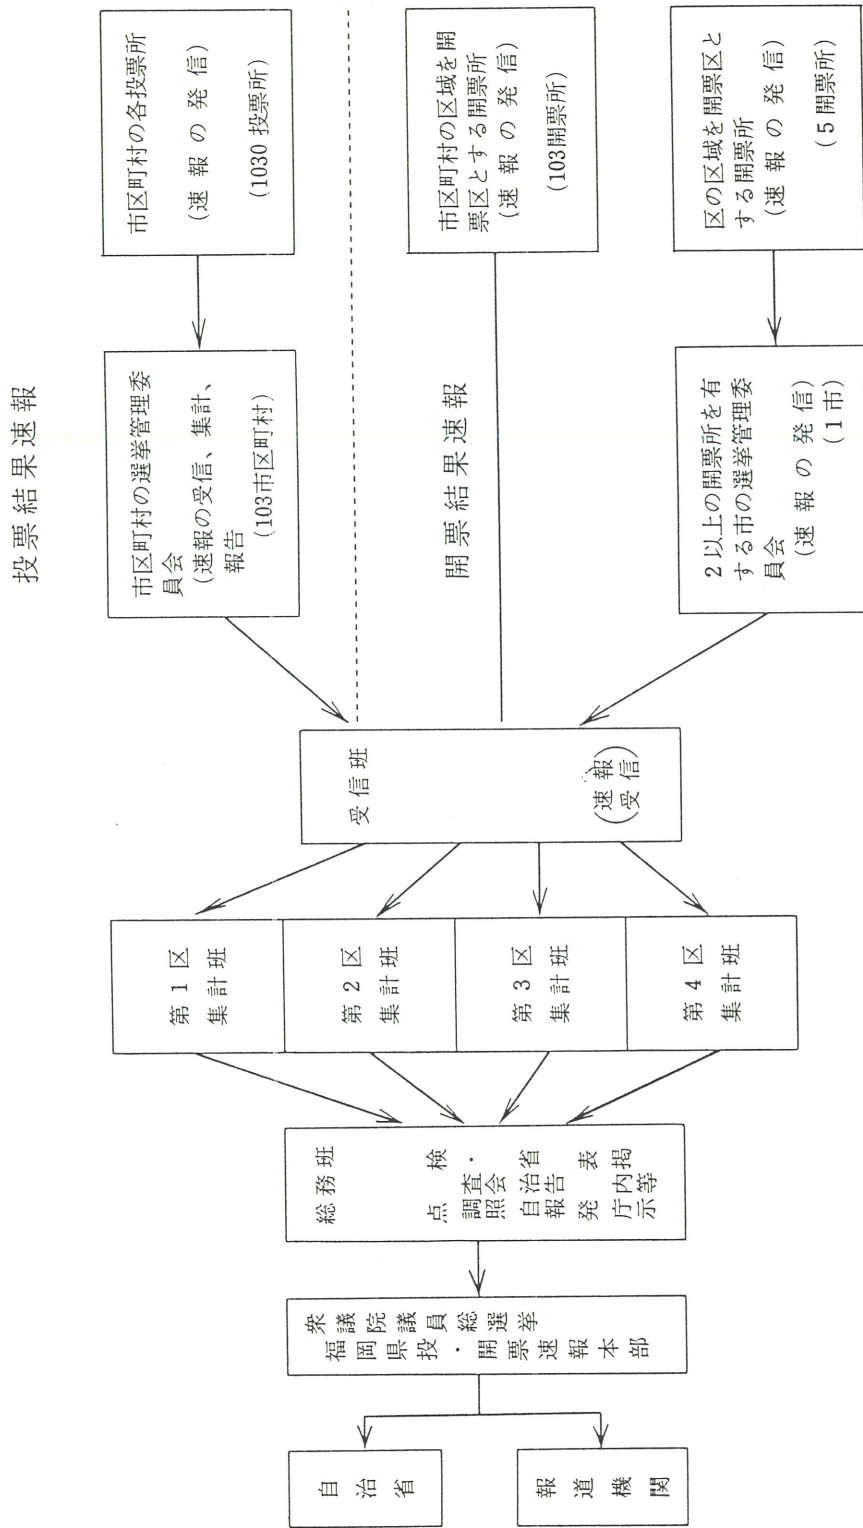 投票結果速報
市区町村の各投票所
(速報の発信)
(1030 投票所)
市区町村の選挙管理委
員会
(速報の受信、集計、
報告
(103市区町村)
開票結果速報
市区町村の区域を開
票区とする開票所
(速報の発信)
(103開票所)
区の区域を開票区と
する開票所
(速報の発信)
(5 開票所)
2以上の開票所を有
する市の選挙管理委
員会
(速報の発信)
(1市)
受信班
(速報
受信)
第1区
集計班
第2区
集計班
第3区
集計班
第4区
集計班
総務班
点検・
調査
照会
自治省
報告
発表
庁内掲
示等
衆議院議員総選挙
福岡県投・開票速報本部
自治省
報道機関